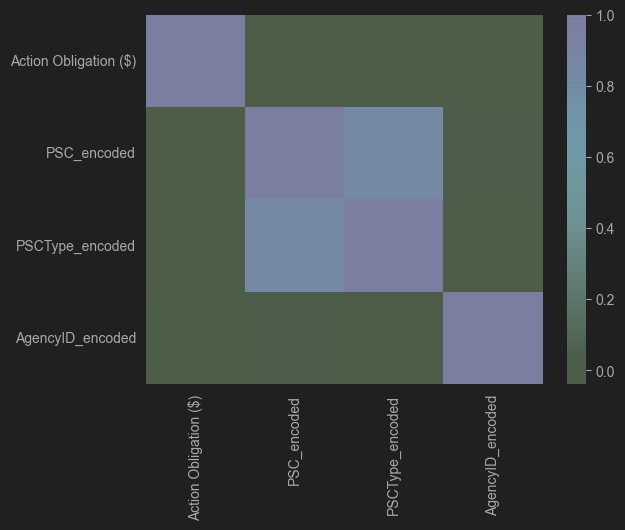 Action Obligation ($)
PSC_encoded
PSCType_encoded
AgencyID_encoded
1.0
0.8
0.6
0.4
0.2
0.0
Action Obligation ($)
PSC_encoded
PSCType_encoded
AgencyID_encoded